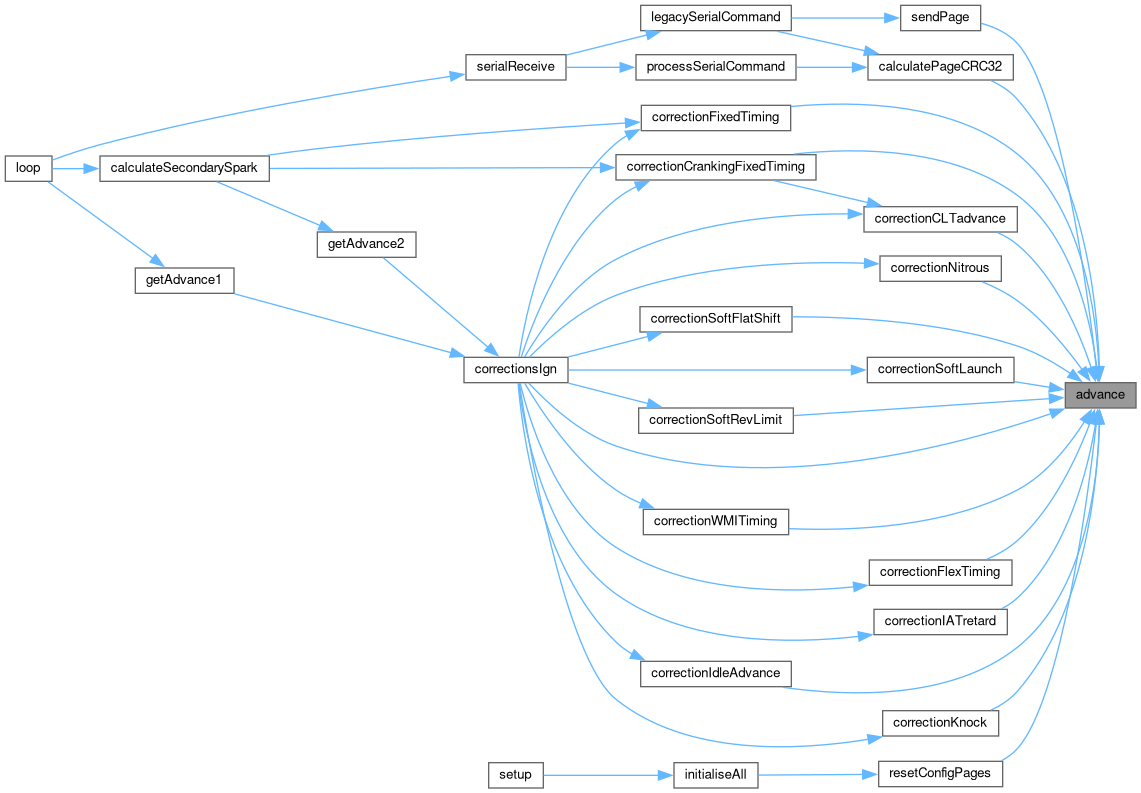 legacySerialCommand
sendPage
serialReceive
processSerialCommand
calculatePageCRC32
correctionFixedTiming
loop
calculateSecondarySpark
correctionCrankingFixedTiming
correctionCLTadvance
getAdvance2
correctionNitrous
getAdvance1
correctionSoftFlatShift
correctionsIgn
correctionSoftLaunch
advance
correctionSoftRevLimit
correctionWMITiming
correctionFlexTiming
correctionIATretard
correctionIdleAdvance
correctionKnock
setup
initialiseAll
resetConfigPages